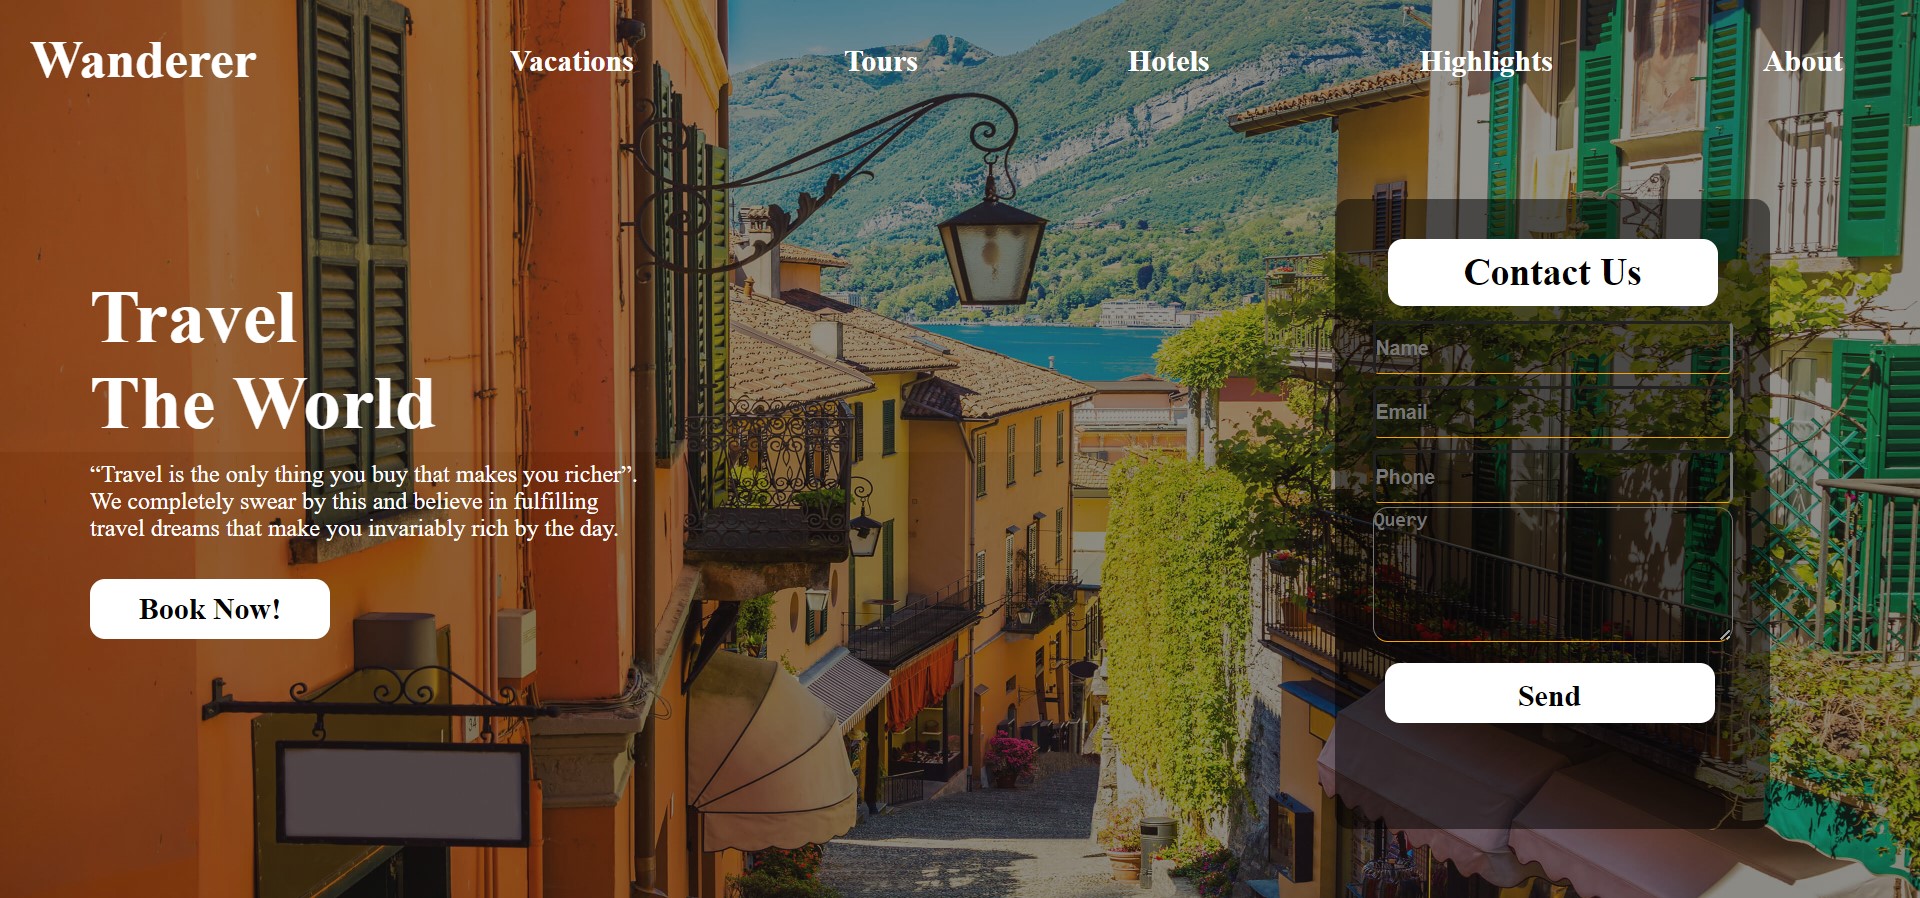 Wanderer
Vacations
Tours
Hotels
Highlights
About
Travel
The World
“Travel is the only thing you buy that makes you richer”.
We completely swear by this and believe in fulfilling
travel dreams that make you invariably rich by the day.
Book Now!
Contact Us
Name
Email
Phone
Query
Send